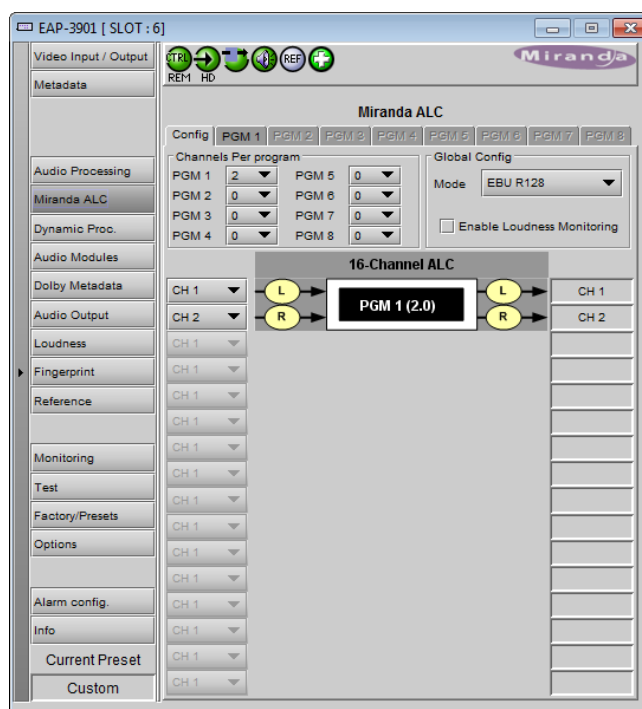 EAP-3901 [ SLOT : 6]
Video Input / Output
Metadata
Audio Processing
Miranda ALC
Dynamic Proc.
Audio Modules
Dolby Metadata
Audio Output
Loudness
Fingerprint
Reference
Monitoring
Test
Factory/Presets
Options
Alarm config.
Info
Current Preset
Custom
CTRL REF
REM HD
Miranda
Miranda ALC
Config PGM 1 PGM 2 PGM 3 PGM 4 PGM 5 PGM 6 PGM 7 PGM 8
Channels Per program
PGM 1 2 PGM 5 0
PGM 2 0 PGM 6 0
PGM 3 0 PGM 7 0
PGM 4 0 PGM 8 0
Global Config
Mode EBU R128
Enable Loudness Monitoring
16-Channel ALC
CH 1 L L CH 1
PGM 1 (2.0)
CH 2 R R CH 2
CH 1
CH 1
CH 1
CH 1
CH 1
CH 1
CH 1
CH 1
CH 1
CH 1
CH 1
CH 1
CH 1
CH 1